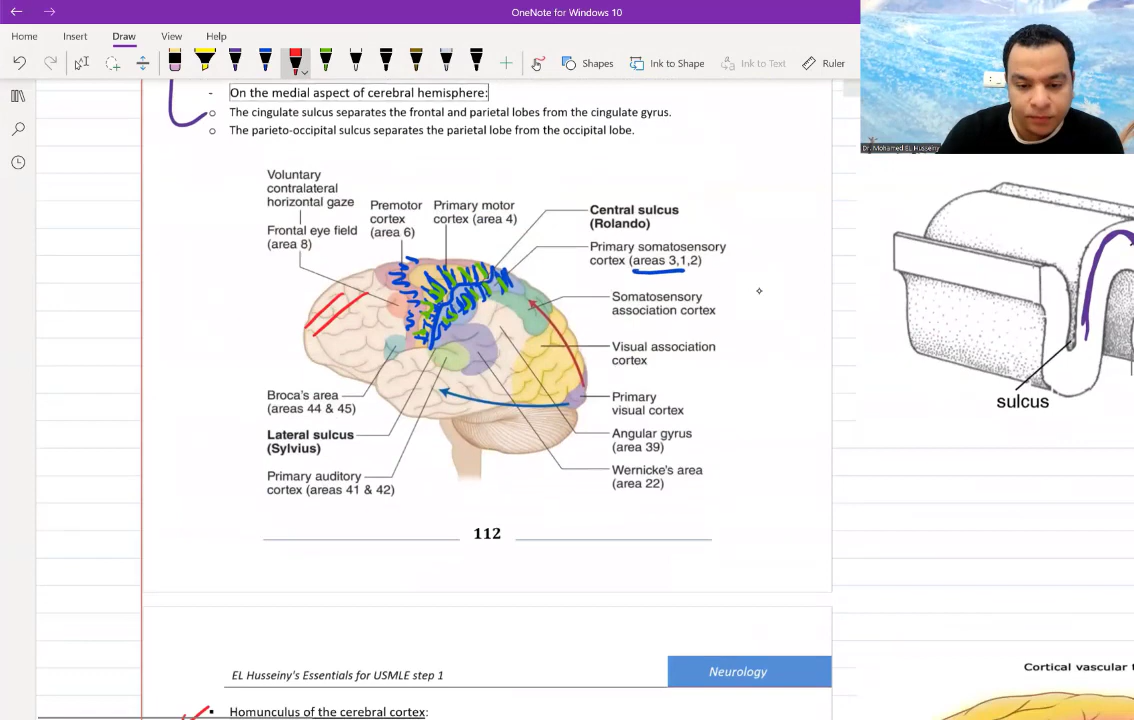 OneNote for Windows 10
Home Insert Draw View Help
Shapes Ink to Shape Ink to Text Ruler
- On the medial aspect of cerebral hemisphere:
o The cingulate sulcus separates the frontal and parietal lobes from the cingulate gyrus.
o The parieto-occipital sulcus separates the parietal lobe from the occipital lobe.
Dr. Mohamed EL Husseiny
Voluntary
contralateral
horizontal gaze
Frontal eye field
(area 8)
Premotor
cortex
(area 6)
Primary motor
cortex (area 4)
Central sulcus
(Rolando)
Primary somatosensory
cortex (areas 3,1,2)
Somatosensory
association cortex
Visual association
cortex
Primary
visual cortex
Angular gyrus
(area 39)
Wernicke's area
(area 22)
Broca's area
(areas 44 & 45)
Lateral sulcus
(Sylvius)
Primary auditory
cortex (areas 41 & 42)
sulcus
112
EL Husseiny's Essentials for USMLE step 1
Neurology
Cortical vascular
▪ Homunculus of the cerebral cortex: